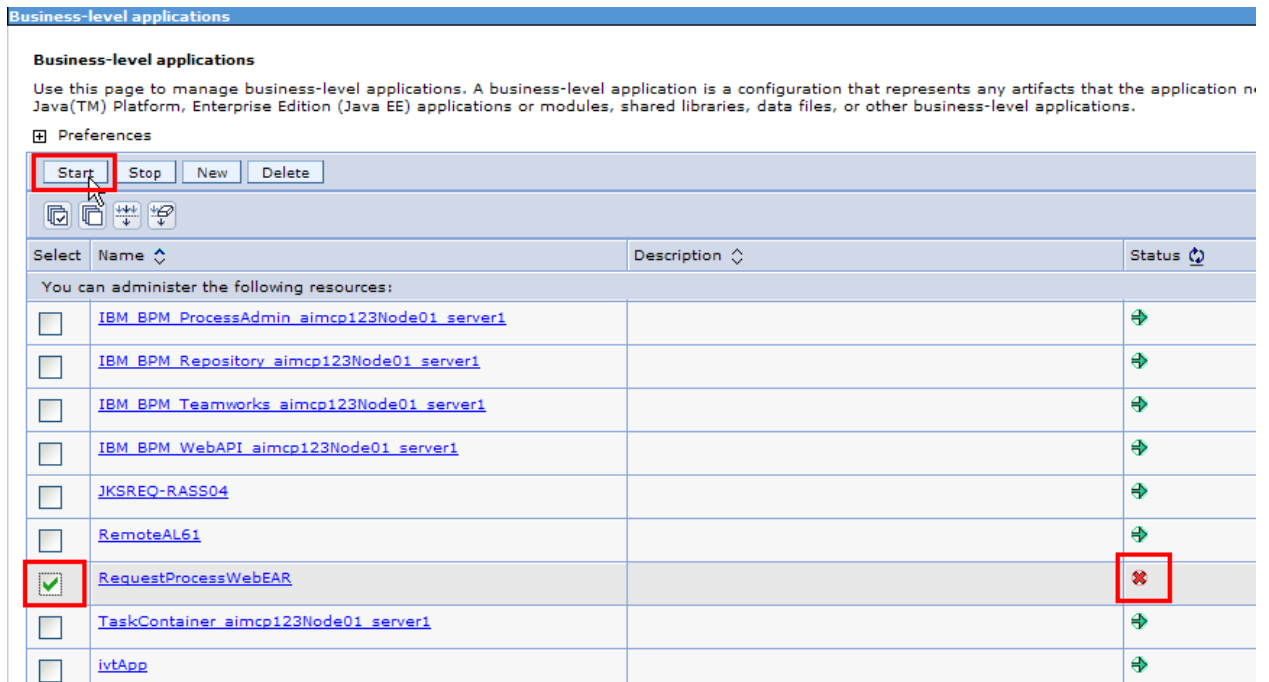 Business-level applications
Business-level applications
Use this page to manage business-level applications. A business-level application is a configuration that represents any artifacts that the application
Java(TM) Platform, Enterprise Edition (Java EE) applications or modules, shared libraries, data files, or other business-level applications.
Preferences
Start Stop New Delete
Select Name Description Status
You can administer the following resources:
IBM_BPM_ProcessAdmin_aimcp123Node01_server1
IBM_BPM_Repository_aimcp123Node01_server1
IBM_BPM_Teamworks_aimcp123Node01_server1
IBM_BPM_WebAPI_aimcp123Node01_server1
JKSREQ-RASS04
RemoteAL61
RequestProcessWebEAR
TaskContainer_aimcp123Node01_server1
ivtApp